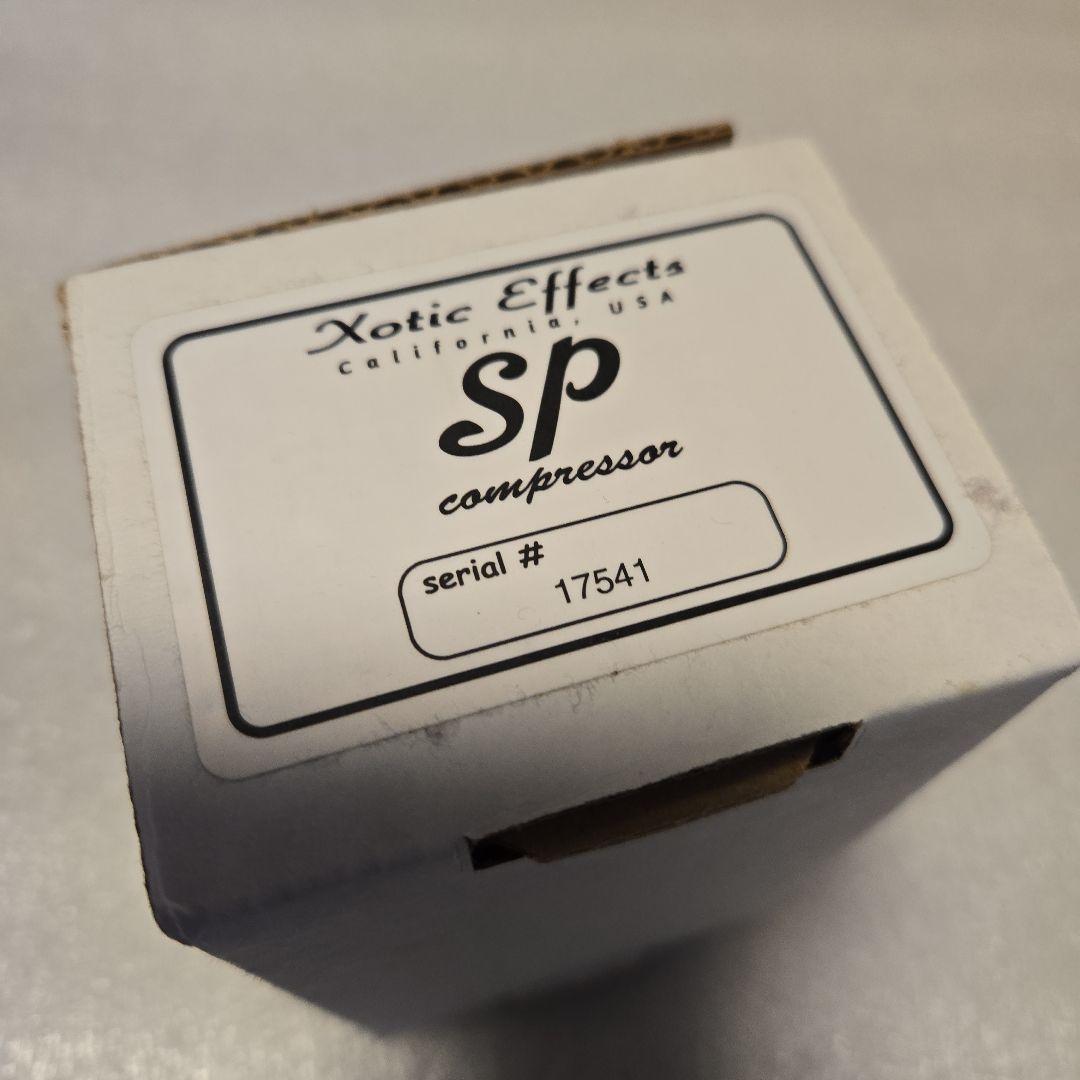 Xotic Effects
California, USA
SP
compressor
serial #
17541